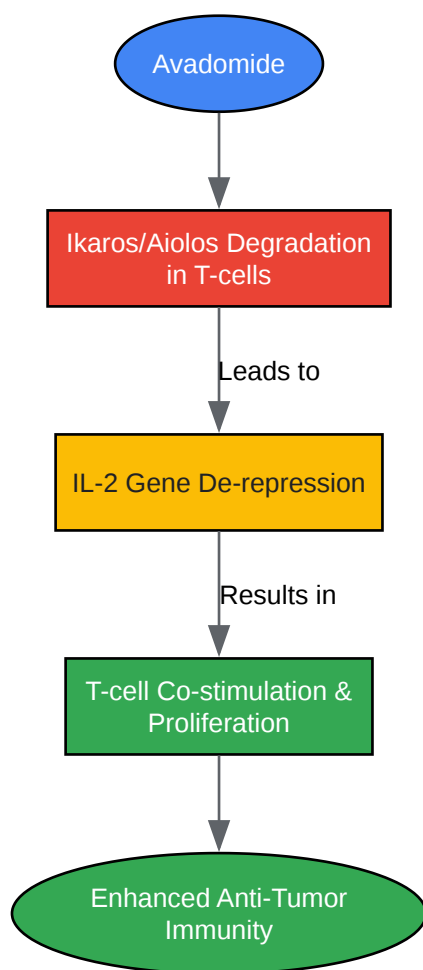 Avadomide
Ikaros/Aiolos Degradation
in T-cells
Leads to
IL-2 Gene De-repression
Results in
T-cell Co-stimulation &
Proliferation
Enhanced Anti-Tumor
Immunity